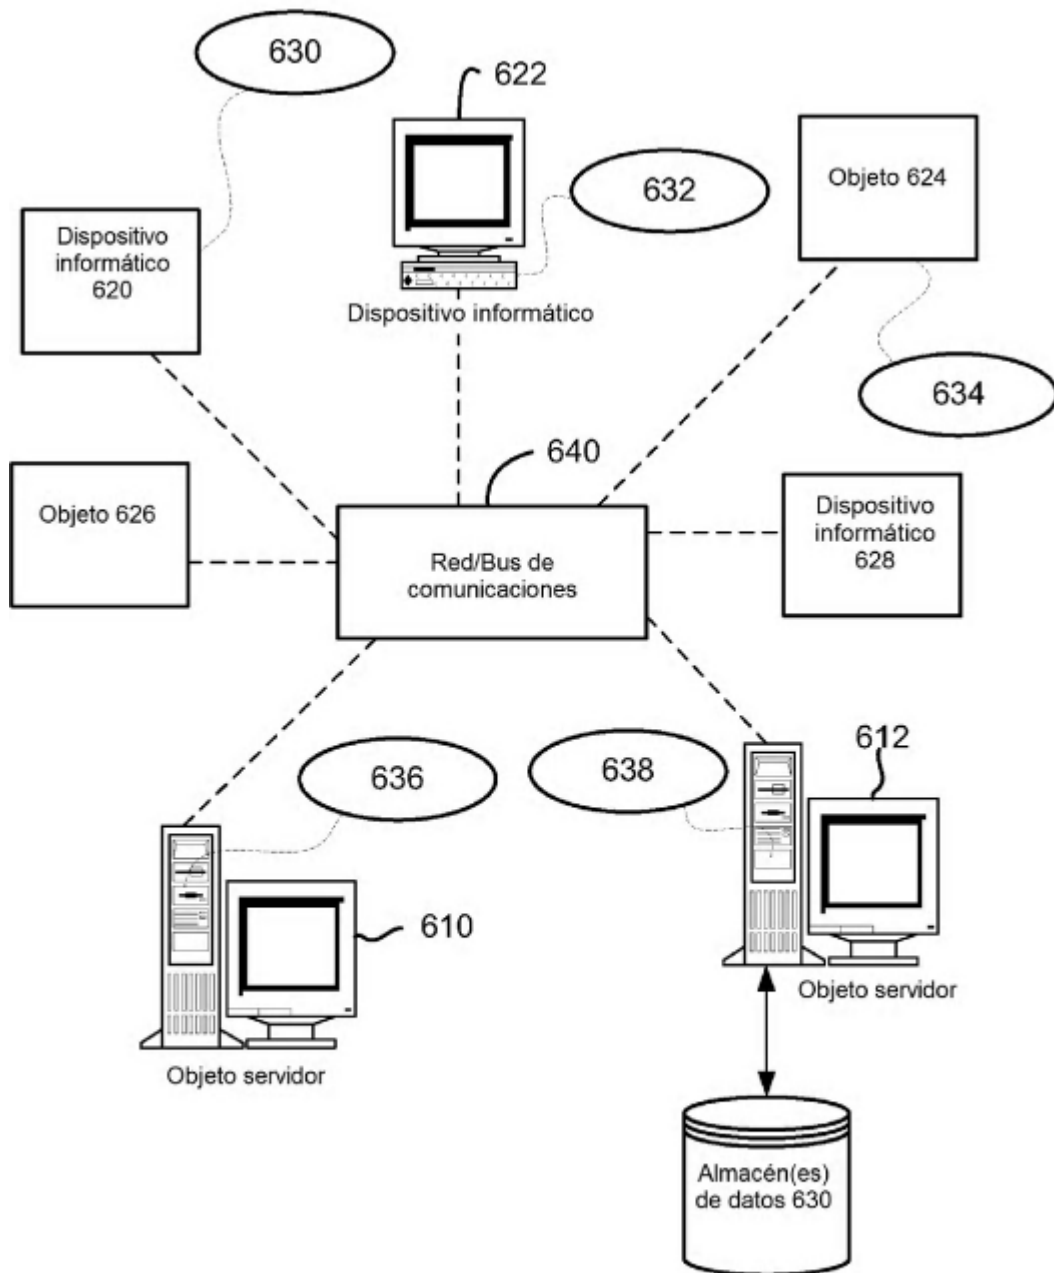 630
622
632
Objeto 624
Dispositivo
informático
620
Dispositivo informático
634
640
Objeto 626
Red/Bus de
comunicaciones
Dispositivo
informático
628
636
638
612
610
Objeto servidor
Objeto servidor
Almacén(es)
de datos 630